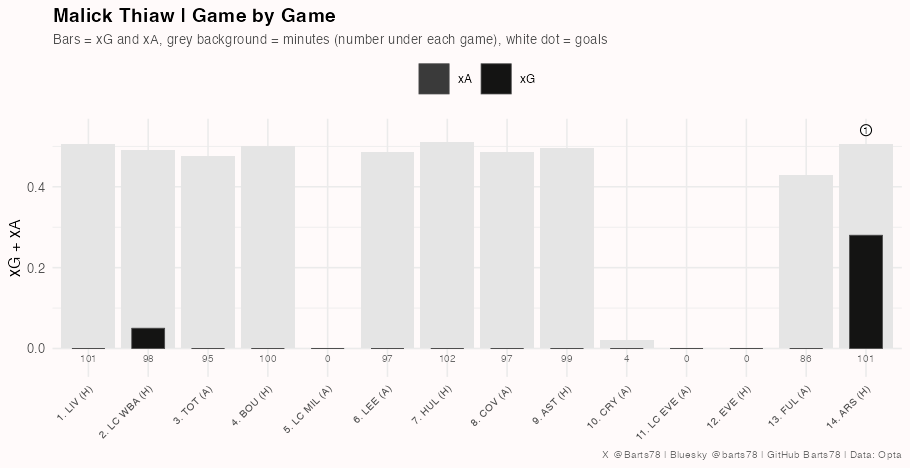 Malick Thiaw | Game by Game
Bars = xG and xA, grey background = minutes (number under each game), white dot = goals
xA xG
1
xG + xA
0.4
0.2
0.0
101 98 95 100 0 97 102 97 99 4 0 0 86 101
1. LIV (H)
2. LC WBA (H)
3. TOT (A)
4. BOU (H)
5. LC MIL (A)
6. LEE (A)
7. HUL (H)
8. COV (A)
9. AST (H)
10. CRY (A)
11. LC EVE (A)
12. EVE (H)
13. FUL (A)
14. ARS (H)
X @Barts78 | Bluesky @barts78 | GitHub Barts78 | Data: Opta